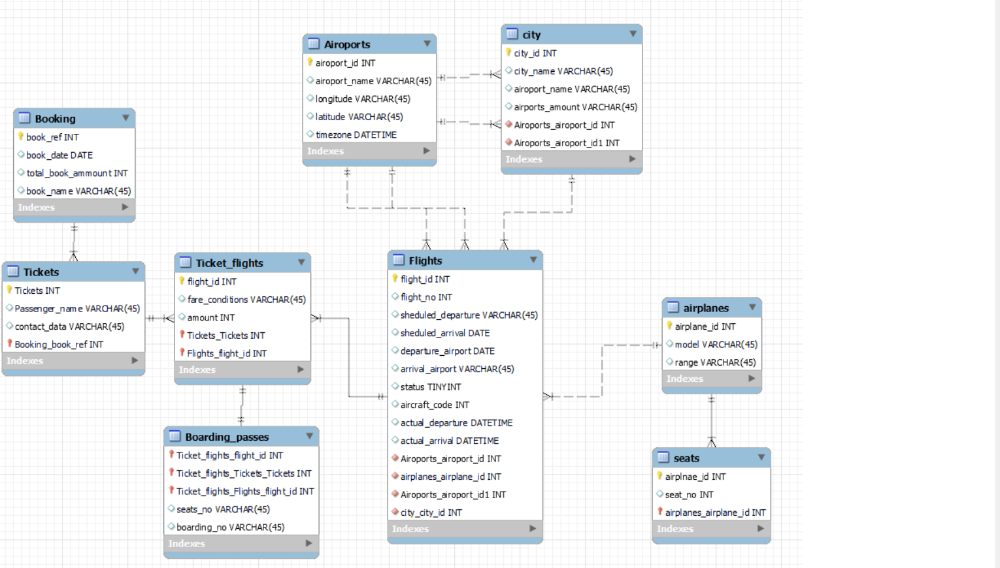 Airoports
airoport_id INT
airoport_name VARCHAR(45)
longitude VARCHAR(45)
latitude VARCHAR(45)
timezone DATETIME
Indexes
city
city_id INT
city_name VARCHAR(45)
airoport_name VARCHAR(45)
airports_amount VARCHAR(45)
Airoports_airoport_id INT
Airoports_airoport_id1 INT
Indexes
Booking
book_ref INT
book_date DATE
total_book_ammount INT
book_name VARCHAR(45)
Indexes
Tickets
Tickets INT
Passenger_name VARCHAR(45)
contact_data VARCHAR(45)
Booking_book_ref INT
Indexes
Ticket_flights
flight_id INT
fare_conditions VARCHAR(45)
amount INT
Tickets_Tickets INT
Flights_flight_id INT
Indexes
Flights
flight_id INT
flight_no INT
sheduled_departure VARCHAR(45)
sheduled_arrival DATE
departure_airport DATE
arrival_airport VARCHAR(45)
status TINYINT
aircraft_code INT
actual_departure DATETIME
actual_arrival DATETIME
Airoports_airoport_id INT
airplanes_airplane_id INT
Airoports_airoport_id1 INT
city_city_id INT
Indexes
airplanes
airplane_id INT
model VARCHAR(45)
range VARCHAR(45)
Indexes
Boarding_passes
Ticket_flights_flight_id INT
Ticket_flights_Tickets_Tickets INT
Ticket_flights_Flights_flight_id INT
seats_no VARCHAR(45)
boarding_no VARCHAR(45)
Indexes
seats
airplnae_id INT
seat_no INT
airplanes_airplane_id INT
Indexes